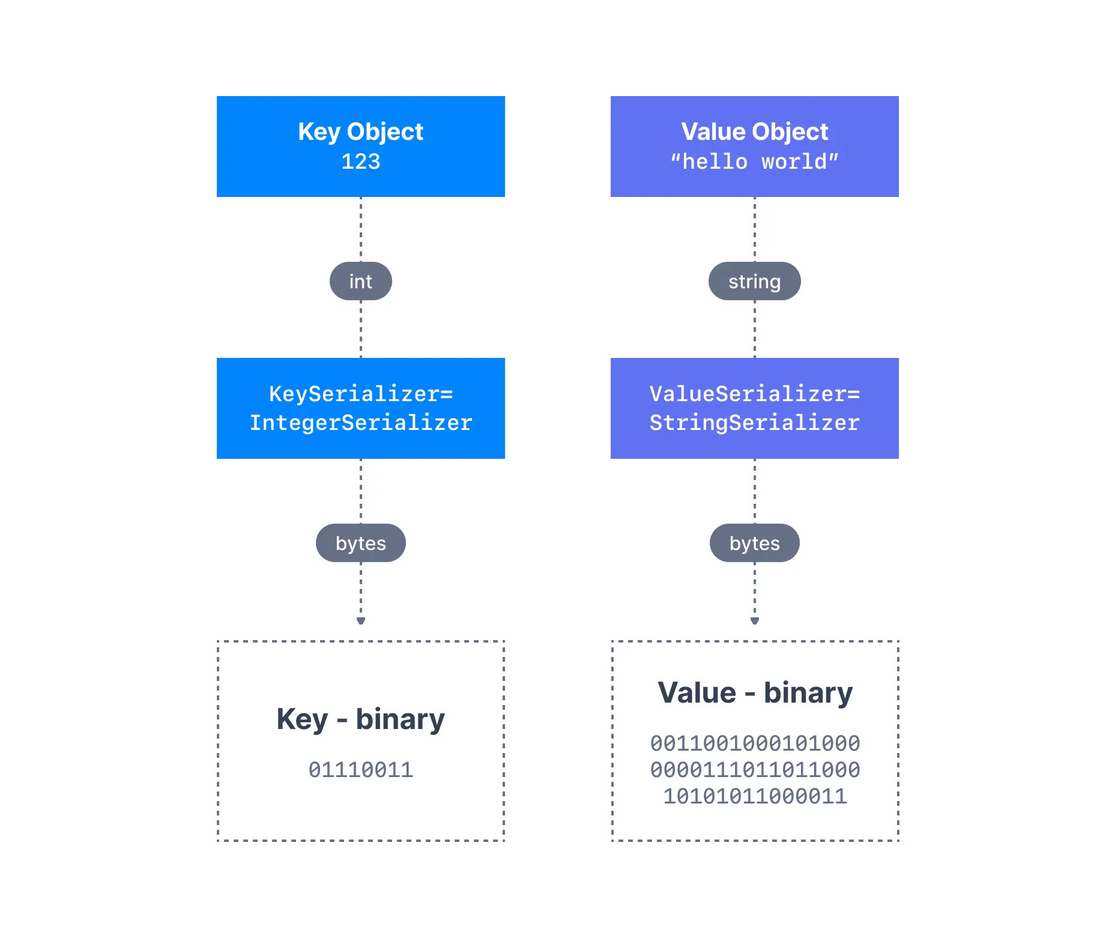 Key Object
123
int
KeySerializer=
IntegerSerializer
bytes
Key - binary
01110011
Value Object
“hello world”
string
ValueSerializer=
StringSerializer
bytes
Value - binary
0011001000101000
0000111011011000
10101011000011